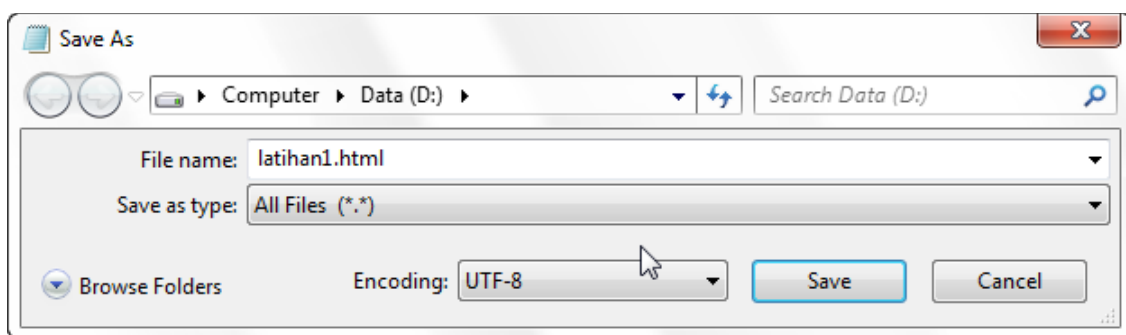 Save As
Computer Data (D:) Search Data (D:)
File name: latihan1.html
Save as type: All Files (*.*)
Browse Folders Encoding: UTF-8 Save Cancel